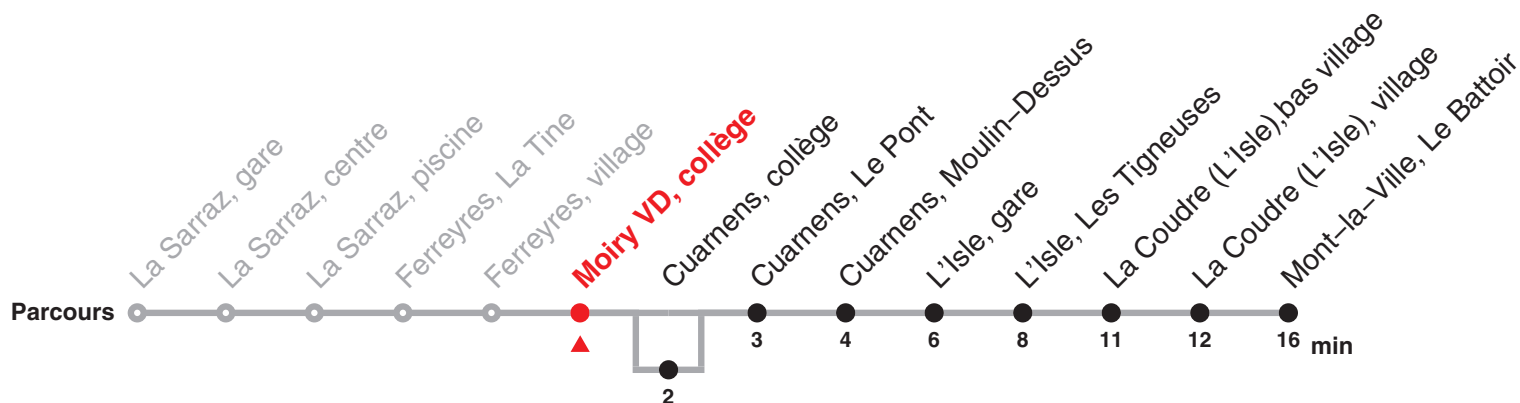 La Sarraz, gare
La Sarraz, centre
La Sarraz, piscine
Ferreyres, La Tine
Ferreyres, village
Moiry VD, collège
Cuarnens, collège
Cuarnens, Le Pont
Cuarnens, Moulin−Dessus
L'Isle, gare
L'Isle, Les Tigneuses
La Coudre (L'Isle),bas village
La Coudre (L'Isle), village
Mont−la−Ville, Le Battoir
Parcours
3 4 6 8 11 12 16 min
2